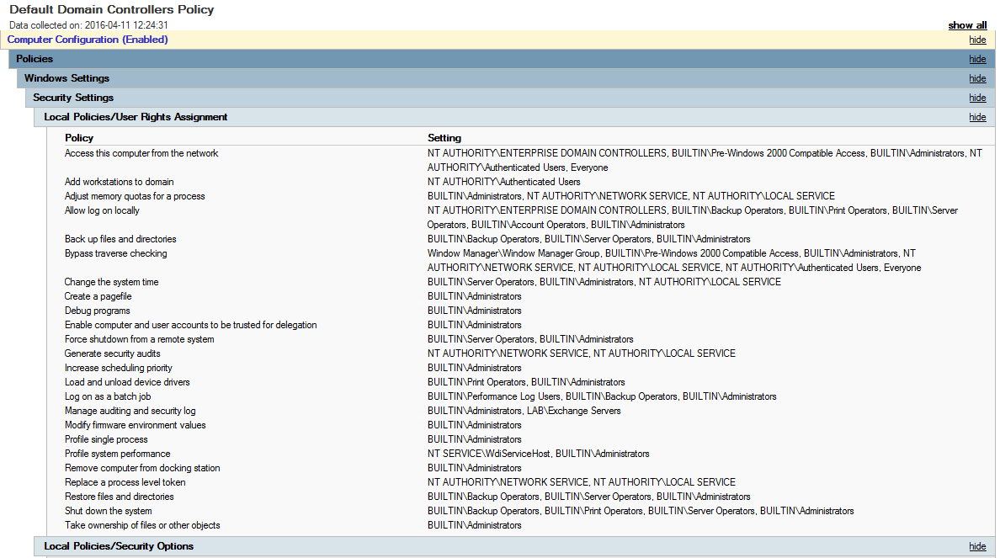 Default Domain Controllers Policy
Data collected on: 2016-04-11 12:24:31
show all
Computer Configuration (Enabled) hide
Policies hide
Windows Settings hide
Security Settings hide
Local Policies/User Rights Assignment hide
Policy Setting
Access this computer from the network NT AUTHORITY\ENTERPRISE DOMAIN CONTROLLERS, BUILTIN\Pre-Windows 2000 Compatible Access, BUILTIN\Administrators, NT
AUTHORITY\Authenticated Users, Everyone
Add workstations to domain NT AUTHORITY\Authenticated Users
Adjust memory quotas for a process BUILTIN\Administrators, NT AUTHORITY\NETWORK SERVICE, NT AUTHORITY\LOCAL SERVICE
Allow log on locally NT AUTHORITY\ENTERPRISE DOMAIN CONTROLLERS, BUILTIN\Backup Operators, BUILTIN\Print Operators, BUILTIN\Server
Operators, BUILTIN\Account Operators, BUILTIN\Administrators
Back up files and directories BUILTIN\Backup Operators, BUILTIN\Server Operators, BUILTIN\Administrators
Bypass traverse checking Window Manager\Window Manager Group, BUILTIN\Pre-Windows 2000 Compatible Access, BUILTIN\Administrators, NT
AUTHORITY\NETWORK SERVICE, NT AUTHORITY\LOCAL SERVICE, NT AUTHORITY\Authenticated Users, Everyone
Change the system time BUILTIN\Server Operators, BUILTIN\Administrators, NT AUTHORITY\LOCAL SERVICE
Create a pagefile BUILTIN\Administrators
Debug programs BUILTIN\Administrators
Enable computer and user accounts to be trusted for delegation BUILTIN\Administrators
Force shutdown from a remote system BUILTIN\Server Operators, BUILTIN\Administrators
Generate security audits NT AUTHORITY\NETWORK SERVICE, NT AUTHORITY\LOCAL SERVICE
Increase scheduling priority BUILTIN\Administrators
Load and unload device drivers BUILTIN\Print Operators, BUILTIN\Administrators
Log on as a batch job BUILTIN\Performance Log Users, BUILTIN\Backup Operators, BUILTIN\Administrators
Manage auditing and security log BUILTIN\Administrators, LAB\Exchange Servers
Modify firmware environment values BUILTIN\Administrators
Profile single process BUILTIN\Administrators
Profile system performance NT SERVICE\WdiServiceHost, BUILTIN\Administrators
Remove computer from docking station BUILTIN\Administrators
Replace a process level token NT AUTHORITY\NETWORK SERVICE, NT AUTHORITY\LOCAL SERVICE
Restore files and directories BUILTIN\Backup Operators, BUILTIN\Server Operators, BUILTIN\Administrators
Shut down the system BUILTIN\Backup Operators, BUILTIN\Print Operators, BUILTIN\Server Operators, BUILTIN\Administrators
Take ownership of files or other objects BUILTIN\Administrators
Local Policies/Security Options hide